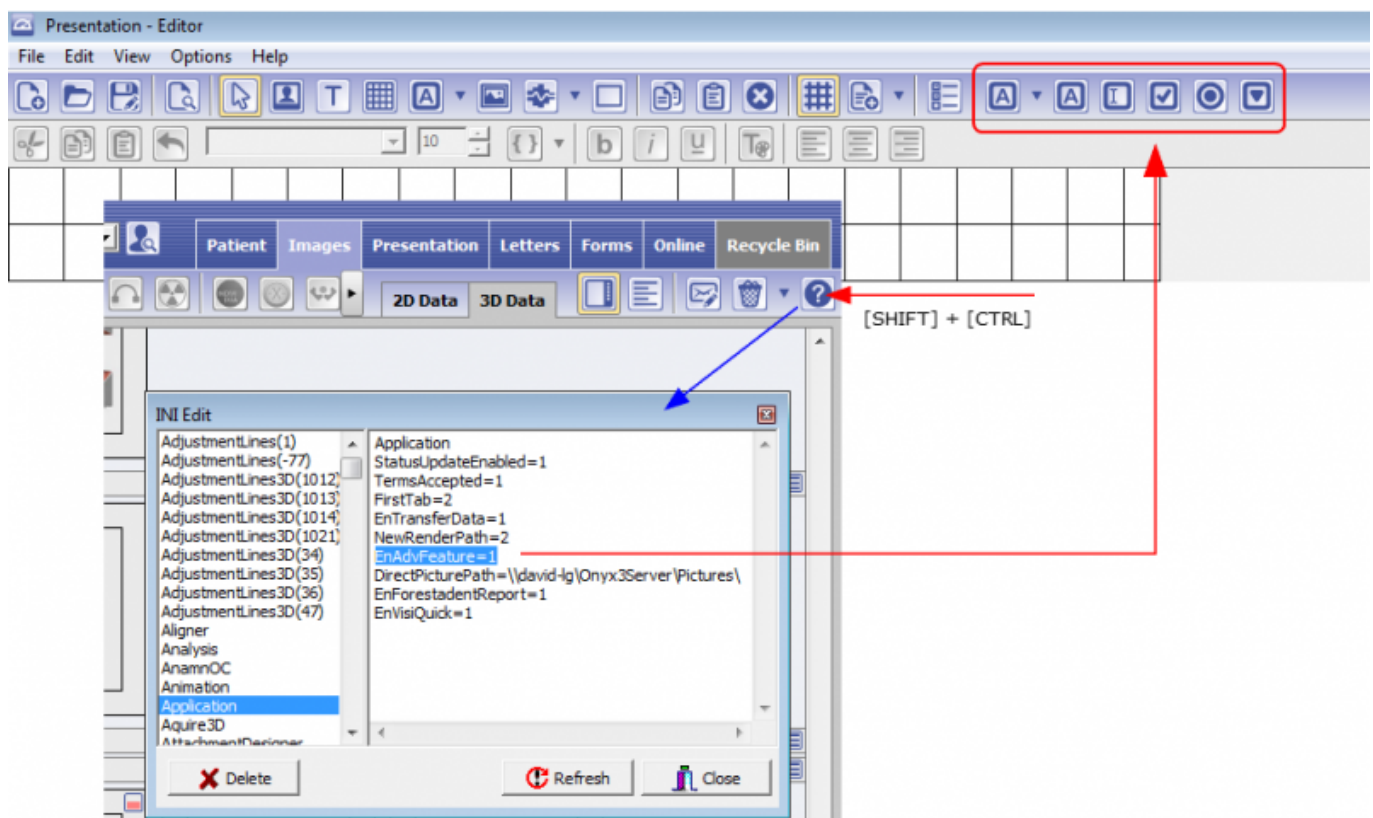 Presentation - Editor
File Edit View Options Help
10
Patient Images Presentation Letters Forms Online Recycle Bin
2D Data 3D Data
[SHIFT] + [CTRL]
INI Edit
AdjustmentLines(1)
AdjustmentLines(-77)
AdjustmentLines3D(1012)
AdjustmentLines3D(1013)
AdjustmentLines3D(1014)
AdjustmentLines3D(1021)
AdjustmentLines3D(34)
AdjustmentLines3D(35)
AdjustmentLines3D(36)
AdjustmentLines3D(47)
Aligner
Analysis
AnamnOC
Animation
Application
Aquire3D
AttachmentDesigner
Application
StatusUpdateEnabled=1
TermsAccepted=1
FirstTab=2
EnTransferData=1
NewRenderPath=2
EnAdvFeature=1
DirectPicturePath=\\david-lg\Onyx3Server\Pictures\
EnForestadentReport=1
EnVisiQuick=1
Delete Refresh Close